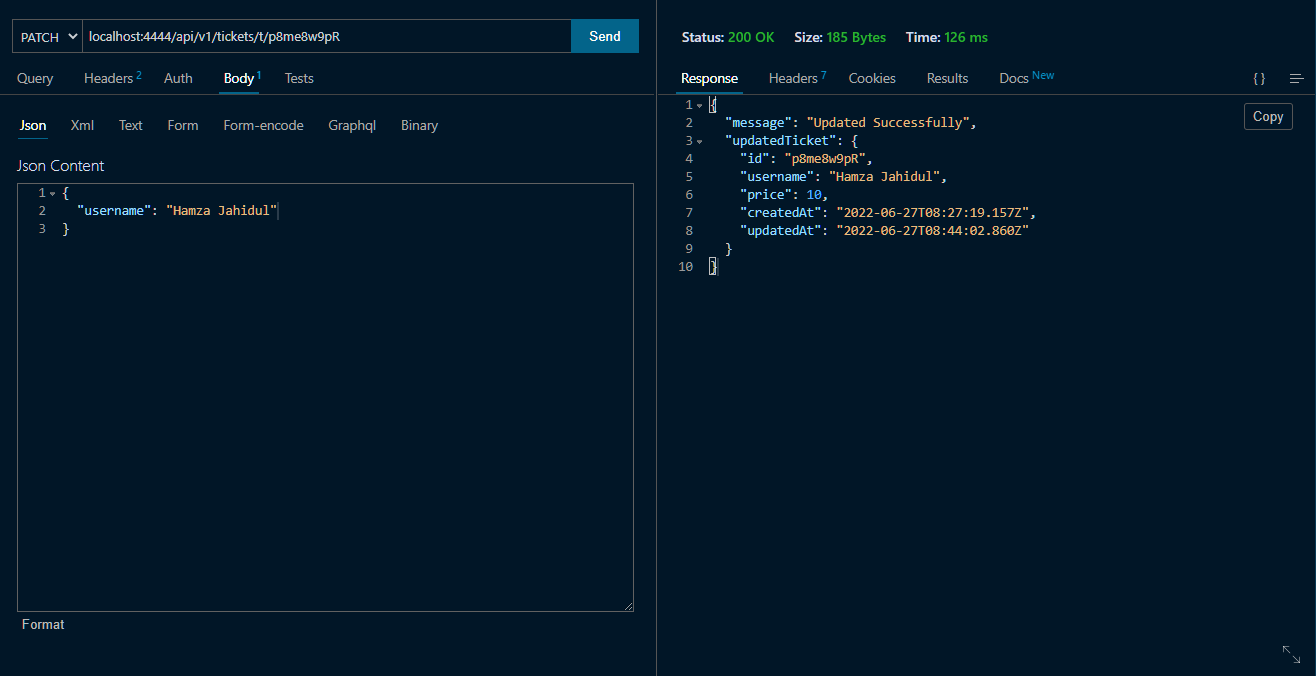 PATCH localhost:4444/api/v1/tickets/t/p8me8w9pR Send
Query Headers 2 Auth Body 1 Tests
Json Xml Text Form Form-encode Graphql Binary
Json Content
1 {
2 "username": "Hamza Jahidul"
3 }
Format
Status: 200 OK Size: 185 Bytes Time: 126 ms
Response Headers 7 Cookies Results Docs New {}
Copy
1 {
2 "message": "Updated Successfully",
3 "updatedTicket": {
4 "id": "p8me8w9pR",
5 "username": "Hamza Jahidul",
6 "price": 10,
7 "createdAt": "2022-06-27T08:27:19.157Z",
8 "updatedAt": "2022-06-27T08:44:02.860Z"
9 }
10 }